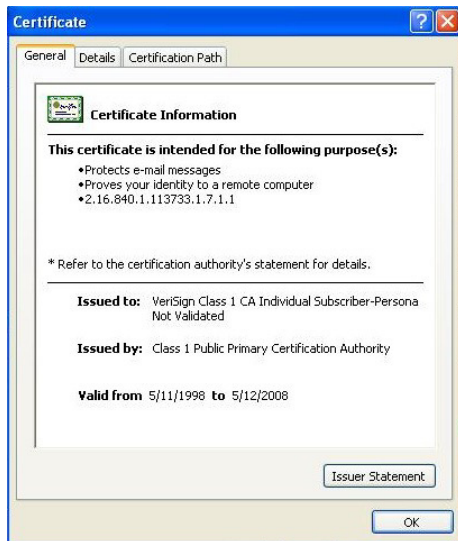 Certificate
General Details Certification Path
Certificate Information
This certificate is intended for the following purpose(s):
•Protects e-mail messages
•Proves your identity to a remote computer
•2.16.840.1.113733.1.7.1.1
* Refer to the certification authority's statement for details.
Issued to: VeriSign Class 1 CA Individual Subscriber-Persona
Not Validated
Issued by: Class 1 Public Primary Certification Authority
Valid from 5/11/1998 to 5/12/2008
Issuer Statement
OK